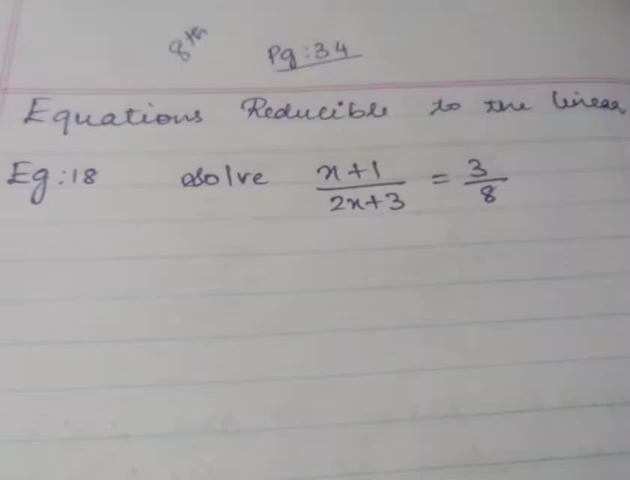 8th
Pg:34
Equations Reducible to the linear
Eg:18 solve x+1/2x+3 = 3/8